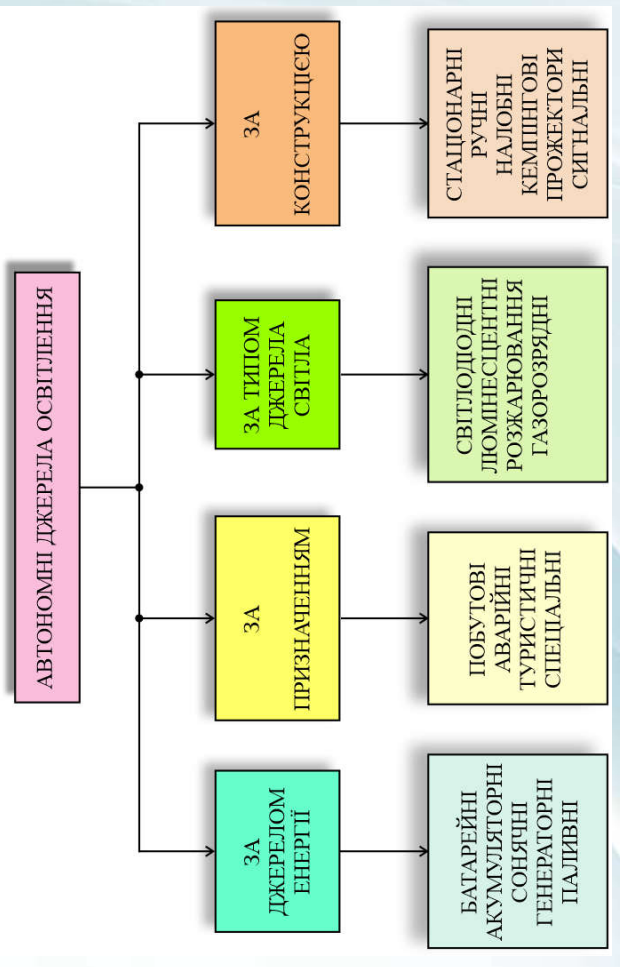 АВТОНОМНІ ДЖЕРЕЛА ОСВІТЛЕННЯ
ЗА
ДЖЕРЕЛОМ
ЕНЕРГІЇ
ЗА
ПРИЗНАЧЕННЯМ
ЗА ТИПОМ
ДЖЕРЕЛА
СВІТЛА
ЗА
КОНСТРУКЦІЄЮ
БАТАРЕЙНІ
АКУМУЛЯТОРНІ
СОНЯЧНІ
ГЕНЕРАТОРНІ
ПАЛИВНІ
ПОБУТОВІ
АВАРІЙНІ
ТУРИСТИЧНІ
СПЕЦІАЛЬНІ
СВІТЛОДІОДНІ
ЛЮМІНЕСЦЕНТНІ
РОЗЖАРЮВАННЯ
ГАЗОРОЗРЯДНІ
СТАЦІОНАРНІ
РУЧНІ
НАЛОБНІ
КЕМПІНГОВІ
ПРОЖЕКТОРИ
СИГНАЛЬНІ